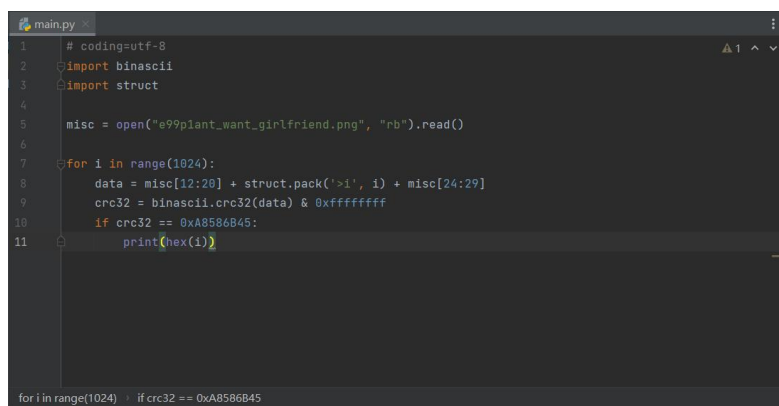 main.py
1 # coding=utf-8
2 import binascii
3 import struct
4
5 misc = open("e99p1ant_want_girlfriend.png", "rb").read()
6
7 for i in range(1024):
8 data = misc[12:20] + struct.pack('>i', i) + misc[24:29]
9 crc32 = binascii.crc32(data) & 0xffffffff
10 if crc32 == 0xA8586B45:
11 print(hex(i))
1
for i in range(1024) › if crc32 == 0xA8586B45